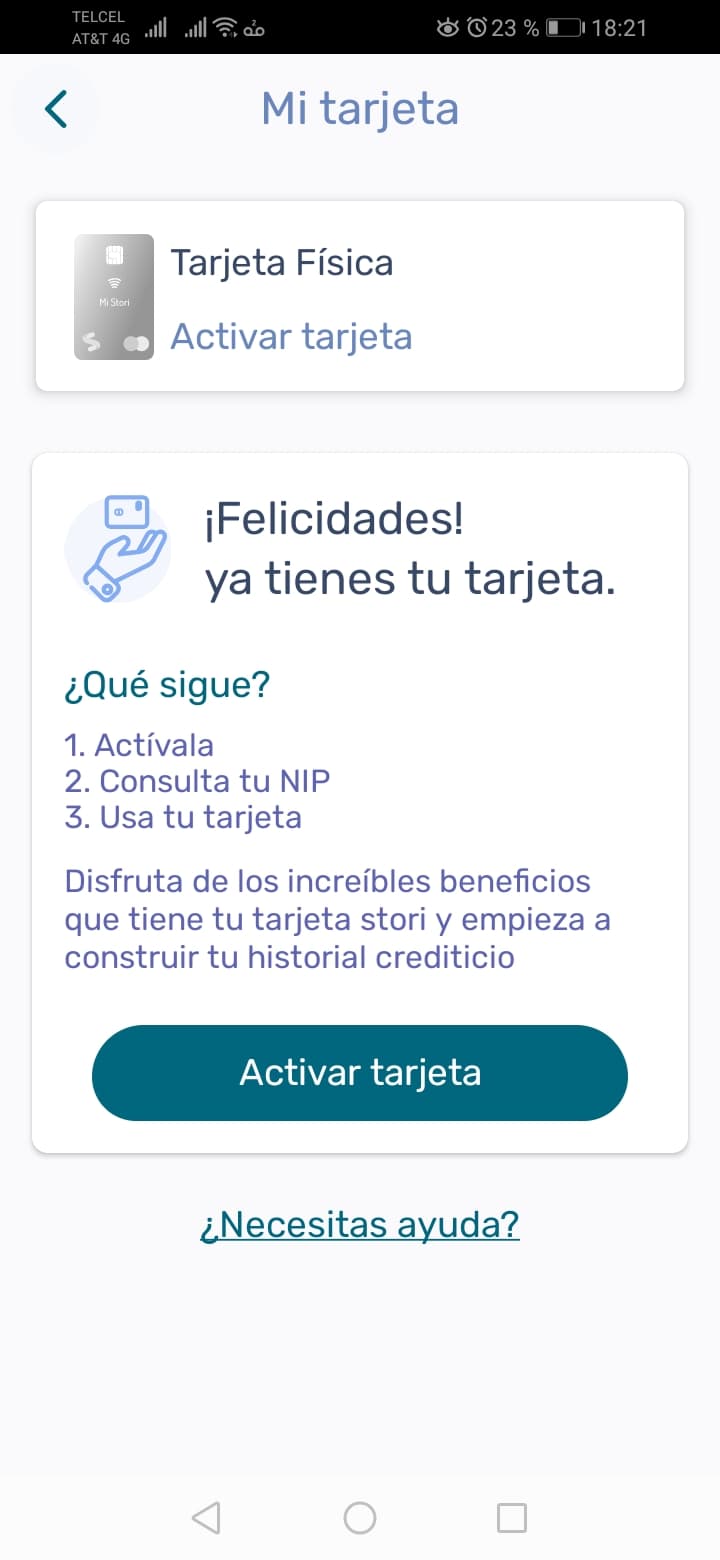 TELCEL
AT&T 4G
23 %
18:21
Mi tarjeta
Mi Stori
Tarjeta Física
Activar tarjeta
¡Felicidades!
ya tienes tu tarjeta.
¿Qué sigue?
1. Actívala
2. Consulta tu NIP
3. Usa tu tarjeta
Disfruta de los increíbles beneficios
que tiene tu tarjeta stori y empieza a
construir tu historial crediticio
Activar tarjeta
¿Necesitas ayuda?